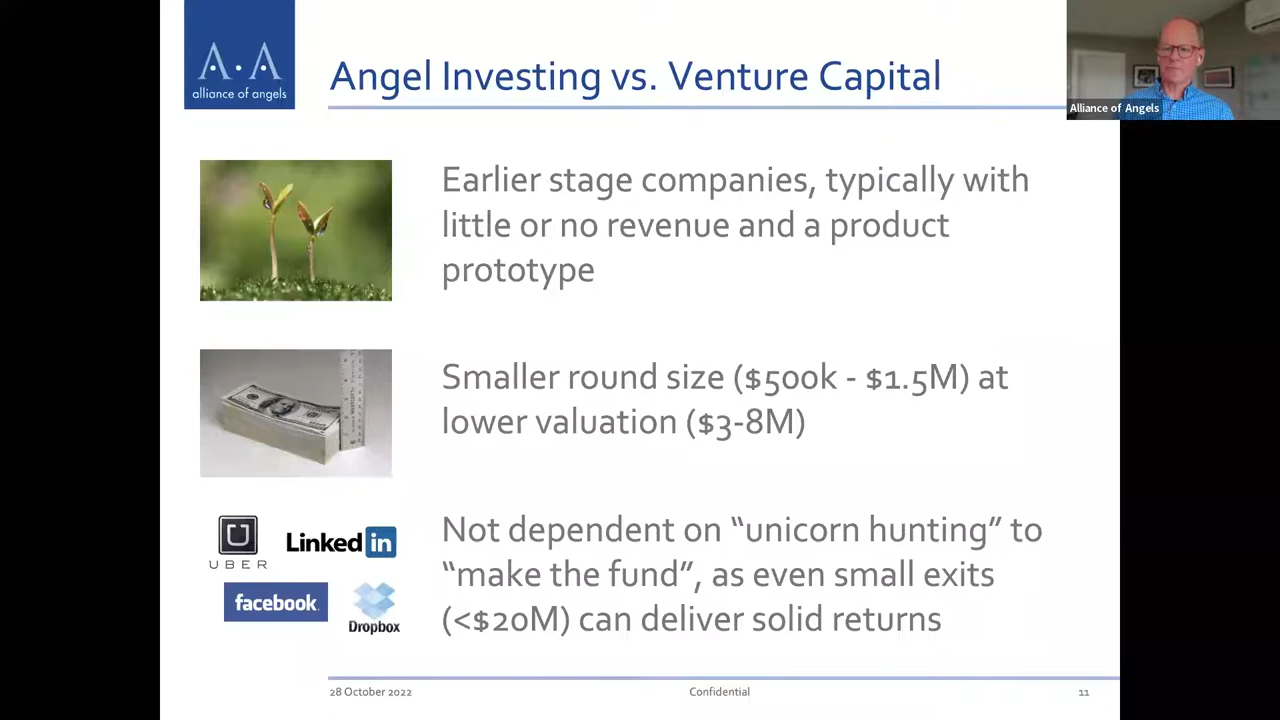 A·A
alliance of angels
Angel Investing vs. Venture Capital
Alliance of Angels
Earlier stage companies, typically with
little or no revenue and a product
prototype
Smaller round size ($500k - $1.5M) at
lower valuation ($3-8M)
U
UBER
Linked in
facebook
Dropbox
Not dependent on “unicorn hunting” to
“make the fund”, as even small exits
(<$20M) can deliver solid returns
28 October 2022
Confidential
11